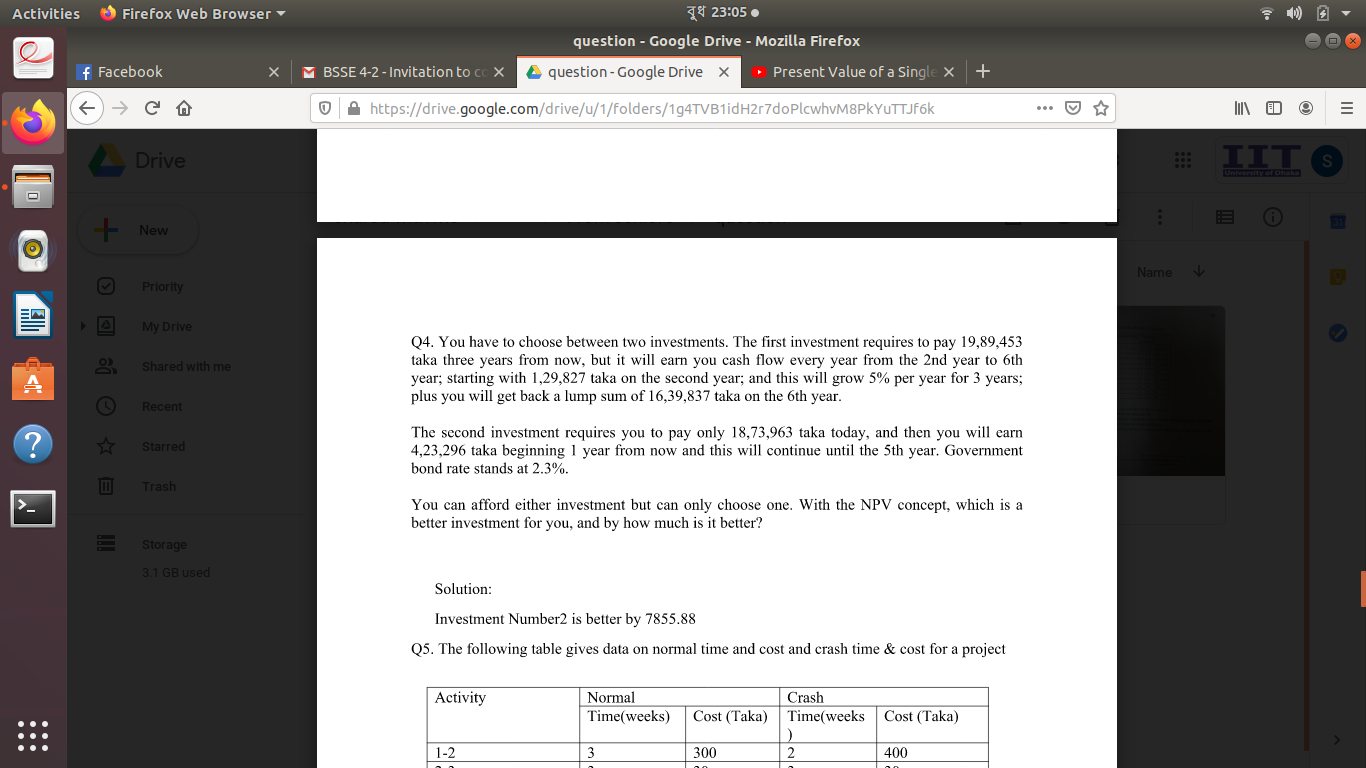 Activities Firefox Web Browser বুধ 23:05
question - Google Drive - Mozilla Firefox
Facebook BSSE 4-2 - Invitation to co question - Google Drive Present Value of a Single
https://drive.google.com/drive/u/1/folders/1g4TVB1idH2r7doPlcwhvM8PkYuTTJf6k
Drive
IIT
University of Dhaka
S
New
Priority
My Drive
Shared with me
Recent
Starred
Trash
Storage
3.1 GB used
Name
Q4. You have to choose between two investments. The first investment requires to pay 19,89,453
taka three years from now, but it will earn you cash flow every year from the 2nd year to 6th
year; starting with 1,29,827 taka on the second year; and this will grow 5% per year for 3 years;
plus you will get back a lump sum of 16,39,837 taka on the 6th year.
The second investment requires you to pay only 18,73,963 taka today, and then you will earn
4,23,296 taka beginning 1 year from now and this will continue until the 5th year. Government
bond rate stands at 2.3%.
You can afford either investment but can only choose one. With the NPV concept, which is a
better investment for you, and by how much is it better?
Solution:
Investment Number2 is better by 7855.88
Q5. The following table gives data on normal time and cost and crash time & cost for a project
Activity Normal Crash
Time(weeks) Cost (Taka) Time(weeks Cost (Taka)
)
1-2 3 300 2 400